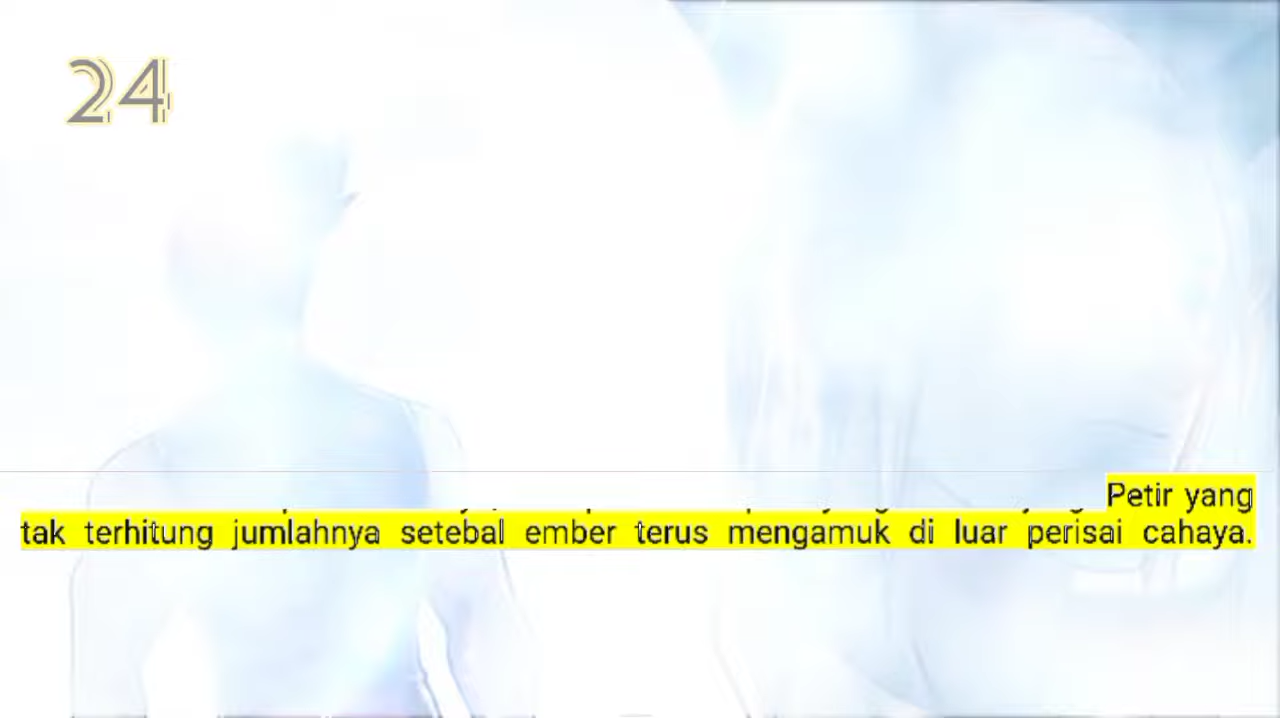 24
Petir yang
tak terhitung jumlahnya setebal ember terus mengamuk di luar perisai cahaya.